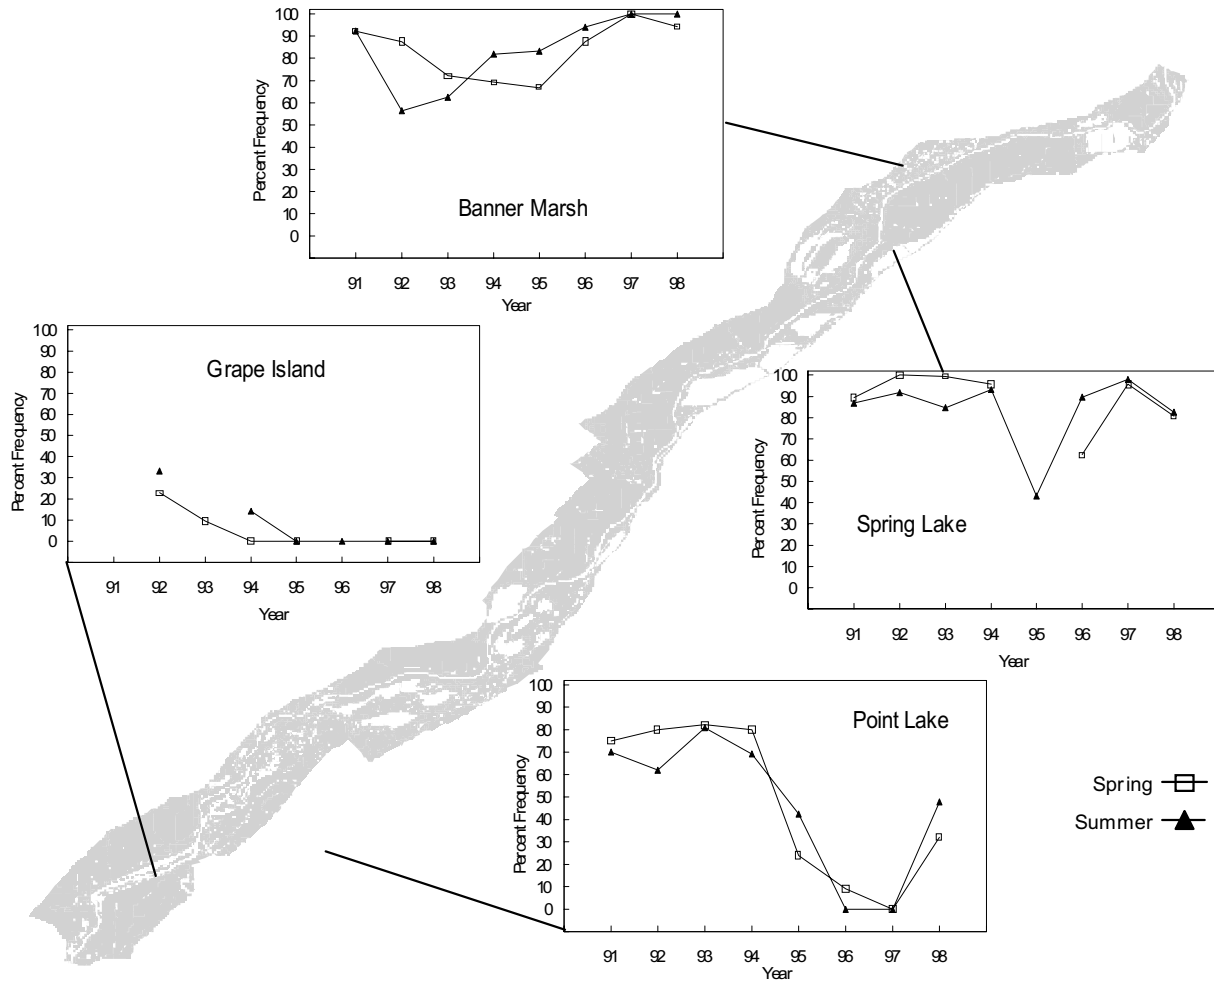 100
90
80
70
60
50
40
30
20
10
0
Percent Frequency
Banner Marsh
91 92 93 94 95 96 97 98
Year
100
90
80
70
60
50
40
30
20
10
0
Percent Frequency
Grape Island
91 92 93 94 95 96 97 98
Year
100
90
80
70
60
50
40
30
20
10
0
Percent Frequency
Spring Lake
91 92 93 94 95 96 97 98
Year
100
90
80
70
60
50
40
30
20
10
0
Percent Frequency
Point Lake
91 92 93 94 95 96 97 98
Year
Spring
Summer